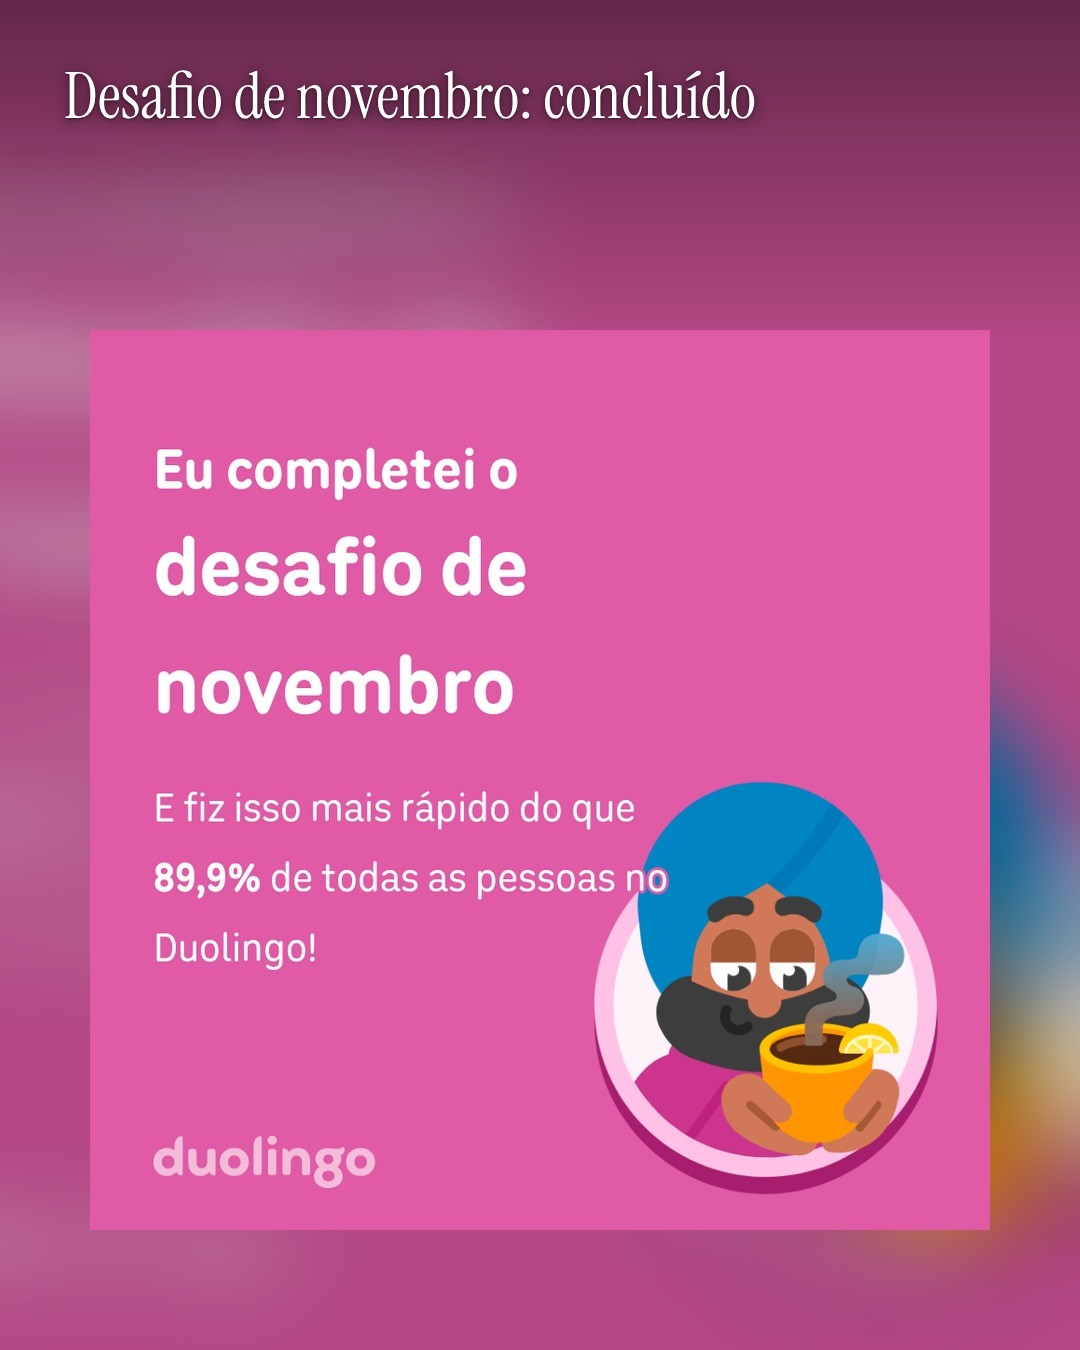 Desafio de novembro: concluído
Eu completei o
desafio de
novembro
E fiz isso mais rápido do que
89,9% de todas as pessoas no
Duolingo!
duolingo